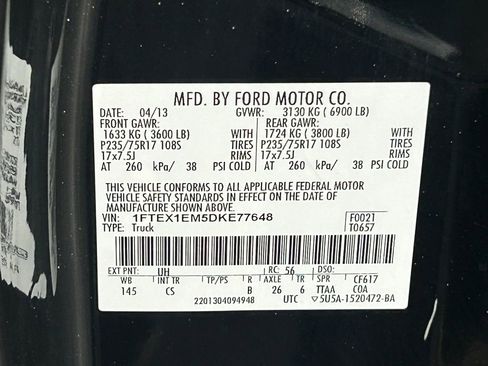 MFD. BY FORD MOTOR CO.
DATE: 04/13 GVWR: 3130 KG ( 6900 LB)
FRONT GAWR: REAR GAWR:
1633 KG ( 3600 LB) WITH 1724 KG ( 3800 LB) WITH
P235/75R17 108S TIRES P235/75R17 108S TIRES
17x7.5J RIMS 17x7.5J RIMS
AT 260 kPa/ 38 PSI COLD AT 260 kPa/ 38 PSI COLD
THIS VEHICLE CONFORMS TO ALL APPLICABLE FEDERAL MOTOR
VEHICLE SAFETY STANDARDS IN EFFECT ON THE DATE OF
MANUFACTURE SHOWN ABOVE.
VIN: 1FTEX1EM5DKE77648 F0021
TYPE: Truck T0657
EXT PNT: UH RC: 56 DSO:
WB INT TR TP/PS R AXLE TR SPR CF617
145 CS B 26 6 TTAA COA
2201304094948 UTC 5U5A-1520472-BA